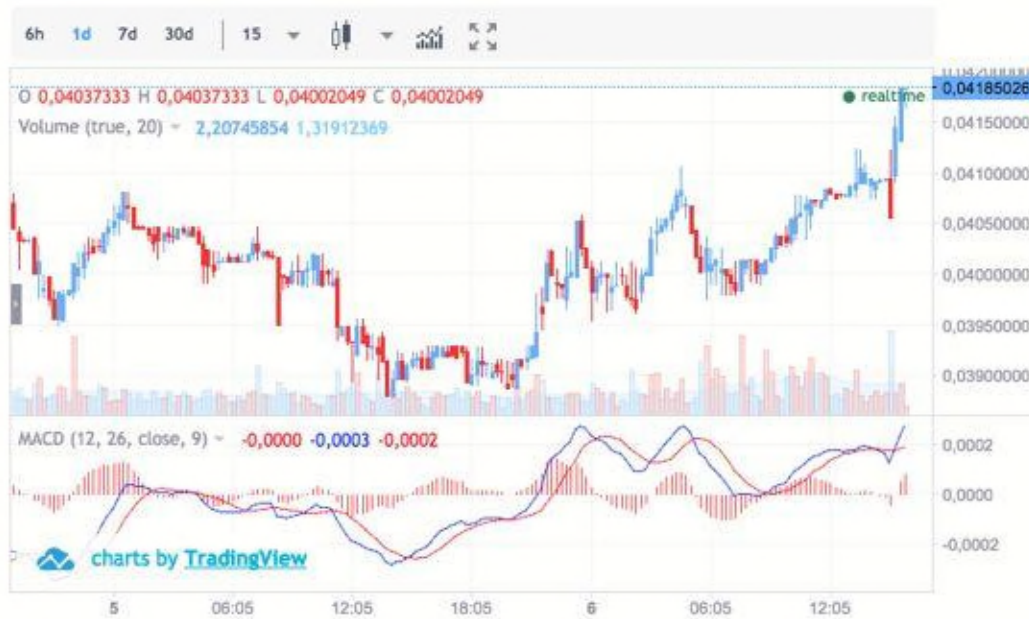 6h 1d 7d 30d 15
0,04200000
O 0,04037333 H 0,04037333 L 0,04002049 C 0,04002049
realtime
0,04185026
Volume (true, 20) 2,20745854 1,31912369
0,04150000
0,04100000
0,04050000
0,04000000
0,03950000
0,03900000
MACD (12, 26, close, 9) -0,0000 -0,0003 -0,0002
0,0002
0,0000
-0,0002
charts by TradingView
5 06:05 12:05 18:05 6 06:05 12:05